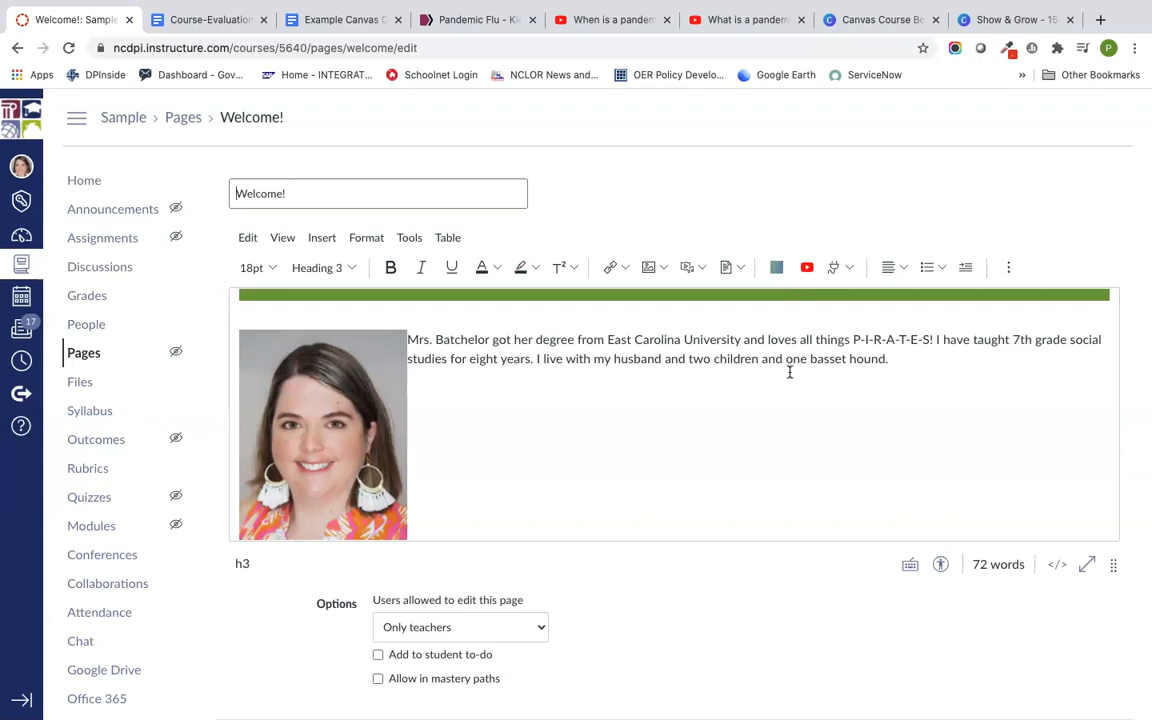 Welcome!: Sample
Course-Evaluation
Example Canvas C
Pandemic Flu - Ki
When is a pandem
What is a pandemi
Canvas Course Bo
Show & Grow - 15
ncdpi.instructure.com/courses/5640/pages/welcome/edit
P
Apps
DPInside
Dashboard - Gov...
Home - INTEGRAT...
Schoolnet Login
NCLOR News and...
OER Policy Develo...
Google Earth
ServiceNow
»
Other Bookmarks
Sample › Pages › Welcome!
Home
Announcements
Assignments
Discussions
Grades
People
Pages
Files
Syllabus
Outcomes
Rubrics
Quizzes
Modules
Conferences
Collaborations
Attendance
Chat
Google Drive
Office 365
17
Welcome!
Edit View Insert Format Tools Table
18pt Heading 3 B I U A T²
Mrs. Batchelor got her degree from East Carolina University and loves all things P-I-R-A-T-E-S! I have taught 7th grade social
studies for eight years. I live with my husband and two children and one basset hound.
h3
72 words
</>
Options
Users allowed to edit this page
Only teachers
Add to student to-do
Allow in mastery paths